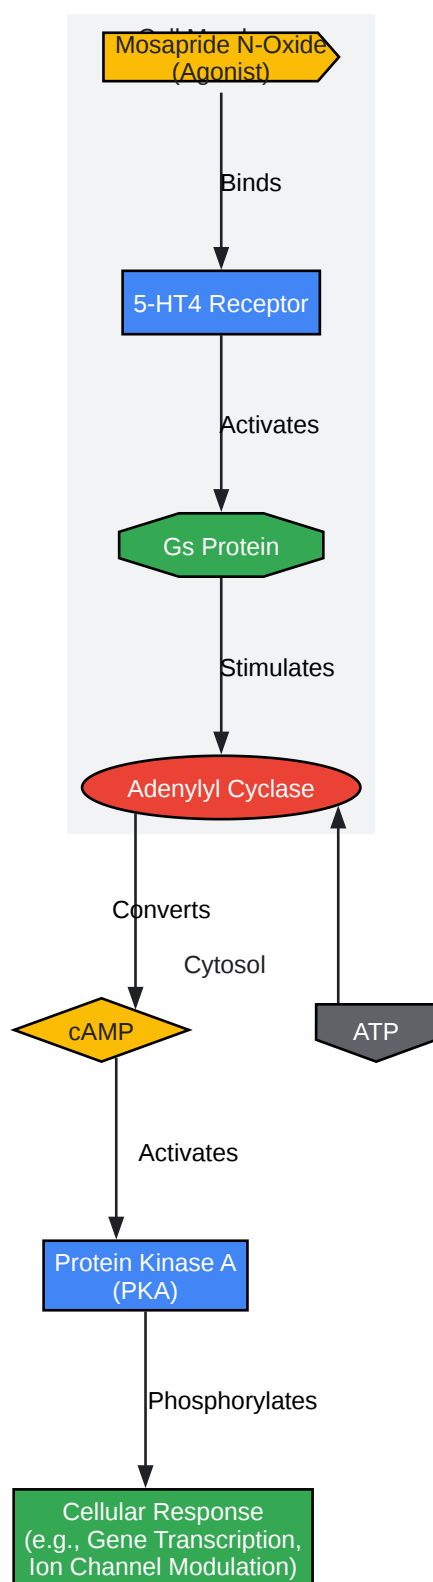 Mosapride N-Oxide
(Agonist)
Binds
5-HT4 Receptor
Activates
Gs Protein
Stimulates
Adenylyl Cyclase
Converts
Cytosol
cAMP
ATP
Activates
Protein Kinase A
(PKA)
Phosphorylates
Cellular Response
(e.g., Gene Transcription,
Ion Channel Modulation)